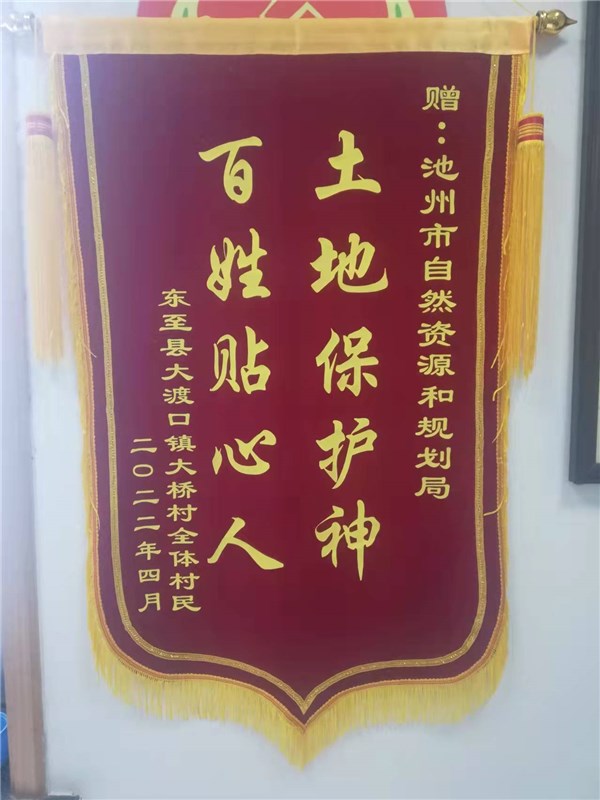 赠：池州市自然资源和规划局
土地保护神
百姓贴心人
东至县大渡口镇大桥村全体村民
二〇二二年四月